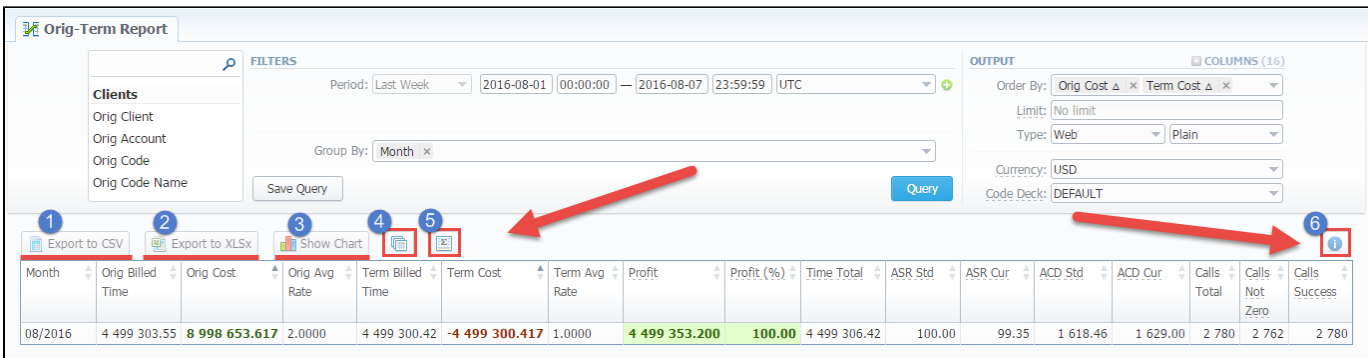 Orig-Term Report
Clients
Orig Client
Orig Account
Orig Code
Orig Code Name
FILTERS
Period: Last Week 2016-08-01 00:00:00 — 2016-08-07 23:59:59 UTC
Group By: Month ×
Save Query Query
OUTPUT COLUMNS (16)
Order By: Orig Cost △ × Term Cost △ ×
Limit: No limit
Type: Web Plain
Currency: USD
Code Deck: DEFAULT
1 2 3 4 5 6
Export to CSV Export to XLSx Show Chart Σ i
Month Orig Billed Time Orig Cost Orig Avg Rate Term Billed Time Term Cost Term Avg Rate Profit Profit (%) Time Total ASR Std ASR Cur ACD Std ACD Cur Calls Total Calls Not Zero Calls Success
08/2016 4 499 303.55 8 998 653.617 2.0000 4 499 300.42 -4 499 300.417 1.0000 4 499 353.200 100.00 4 499 306.42 100.00 99.35 1 618.46 1 629.00 2 780 2 762 2 780